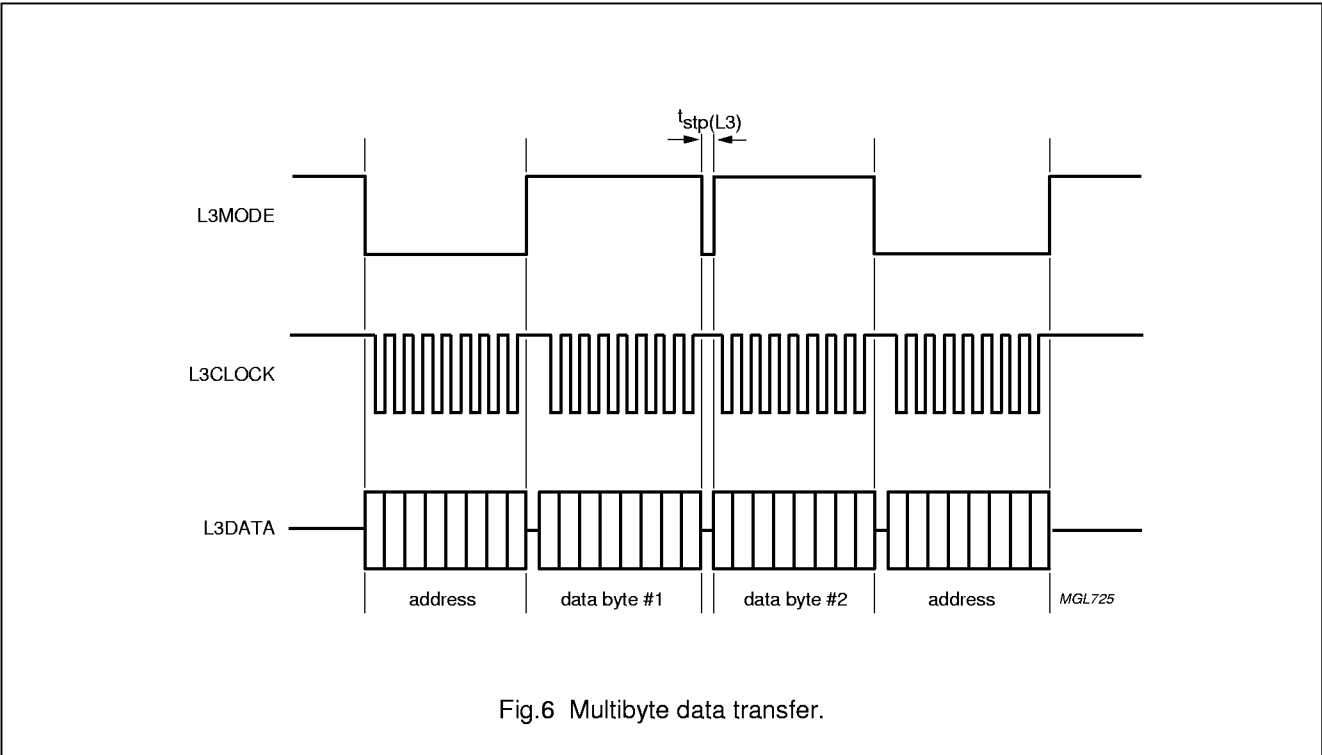 tstp(L3)
L3MODE
L3CLOCK
L3DATA
address data byte #1 data byte #2 address MGL725
Fig.6 Multibyte data transfer.